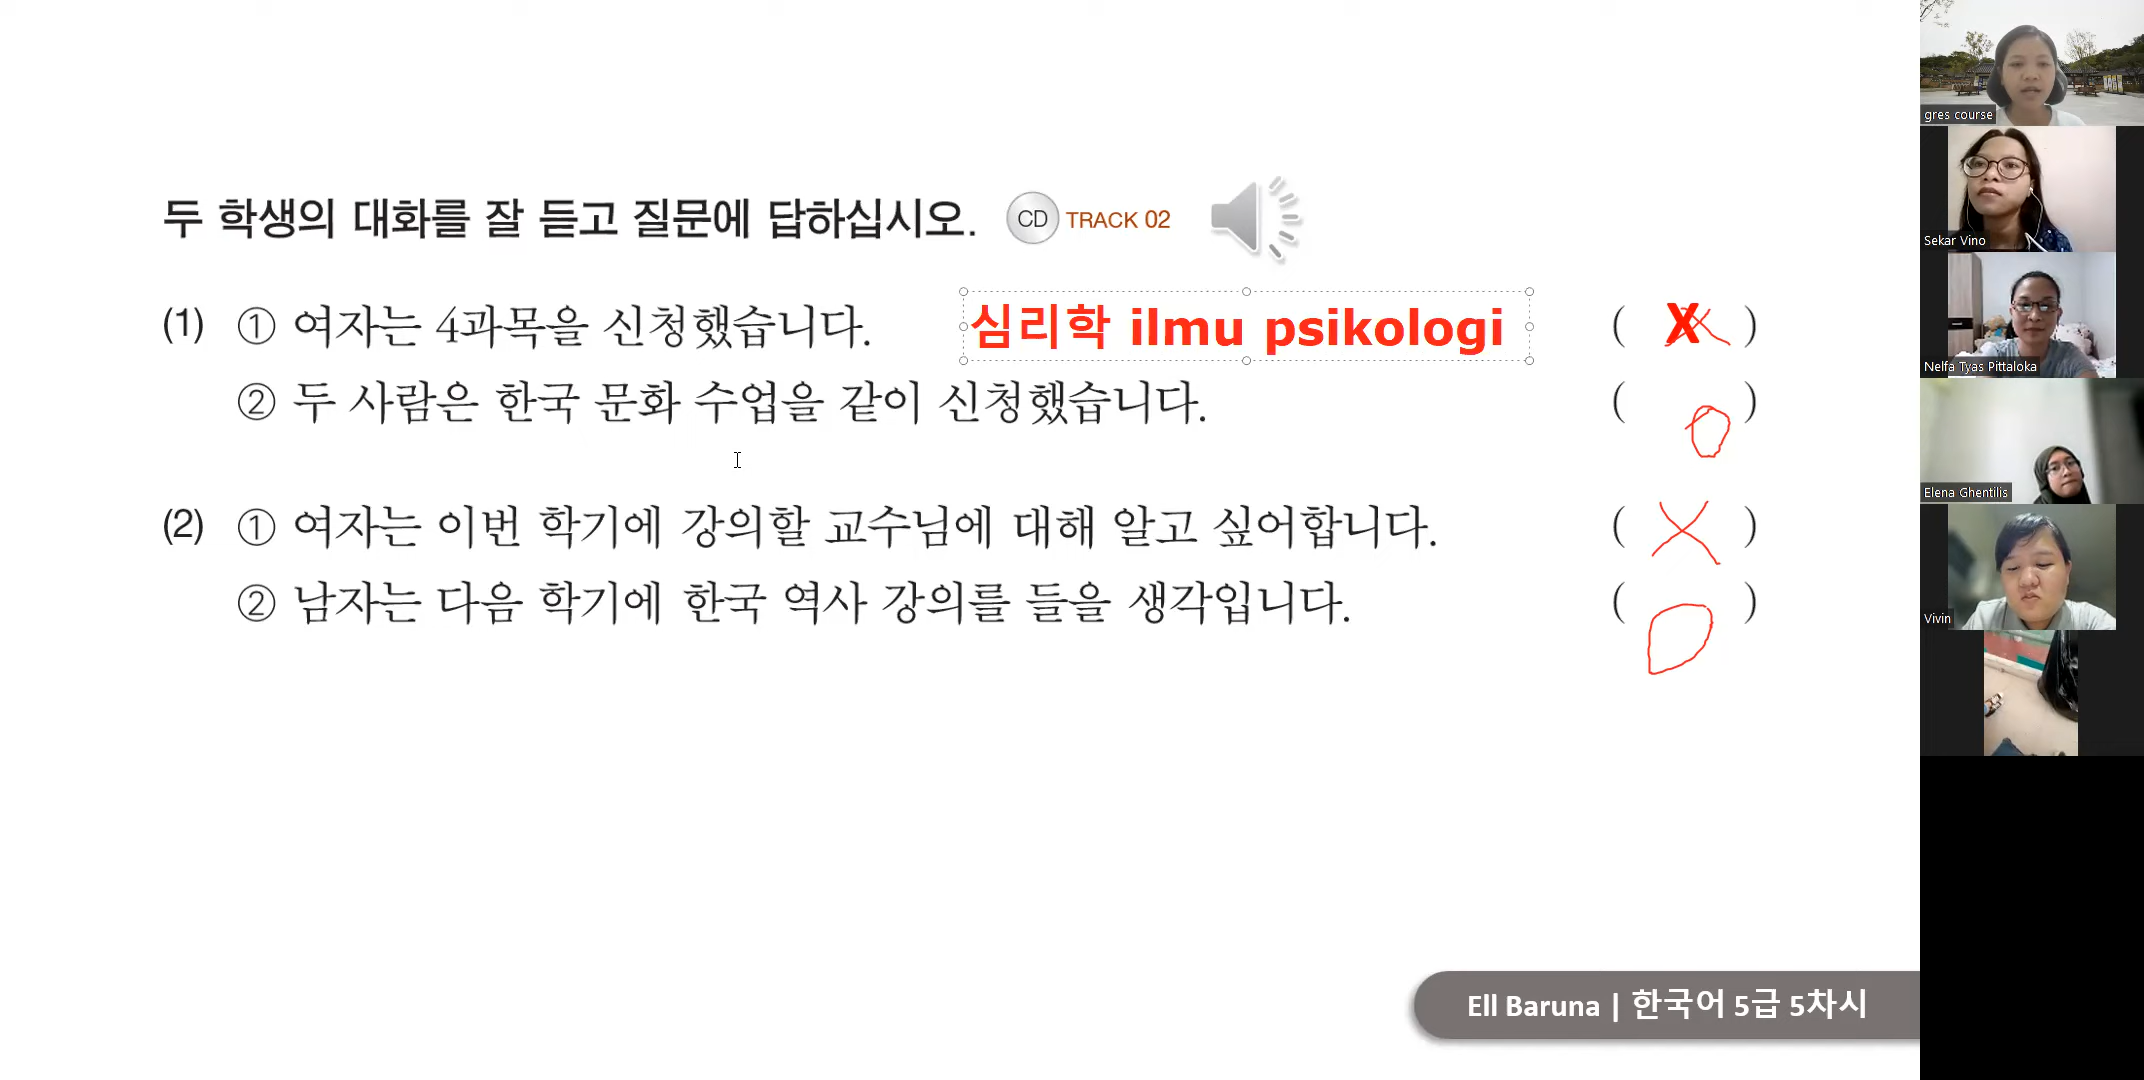 두 학생의 대화를 잘 듣고 질문에 답하십시오. CD TRACK 02
(1) ① 여자는 4과목을 신청했습니다. 심리학 ilmu psikologi ( X )
② 두 사람은 한국 문화 수업을 같이 신청했습니다. ( O )
(2) ① 여자는 이번 학기에 강의할 교수님에 대해 알고 싶어합니다. ( X )
② 남자는 다음 학기에 한국 역사 강의를 들을 생각입니다. ( O )
Ell Baruna | 한국어 5급 5차시
gres course
Sekar Vino
Nelfa Tyas Pittaloka
Elena Ghentilis
Vivin